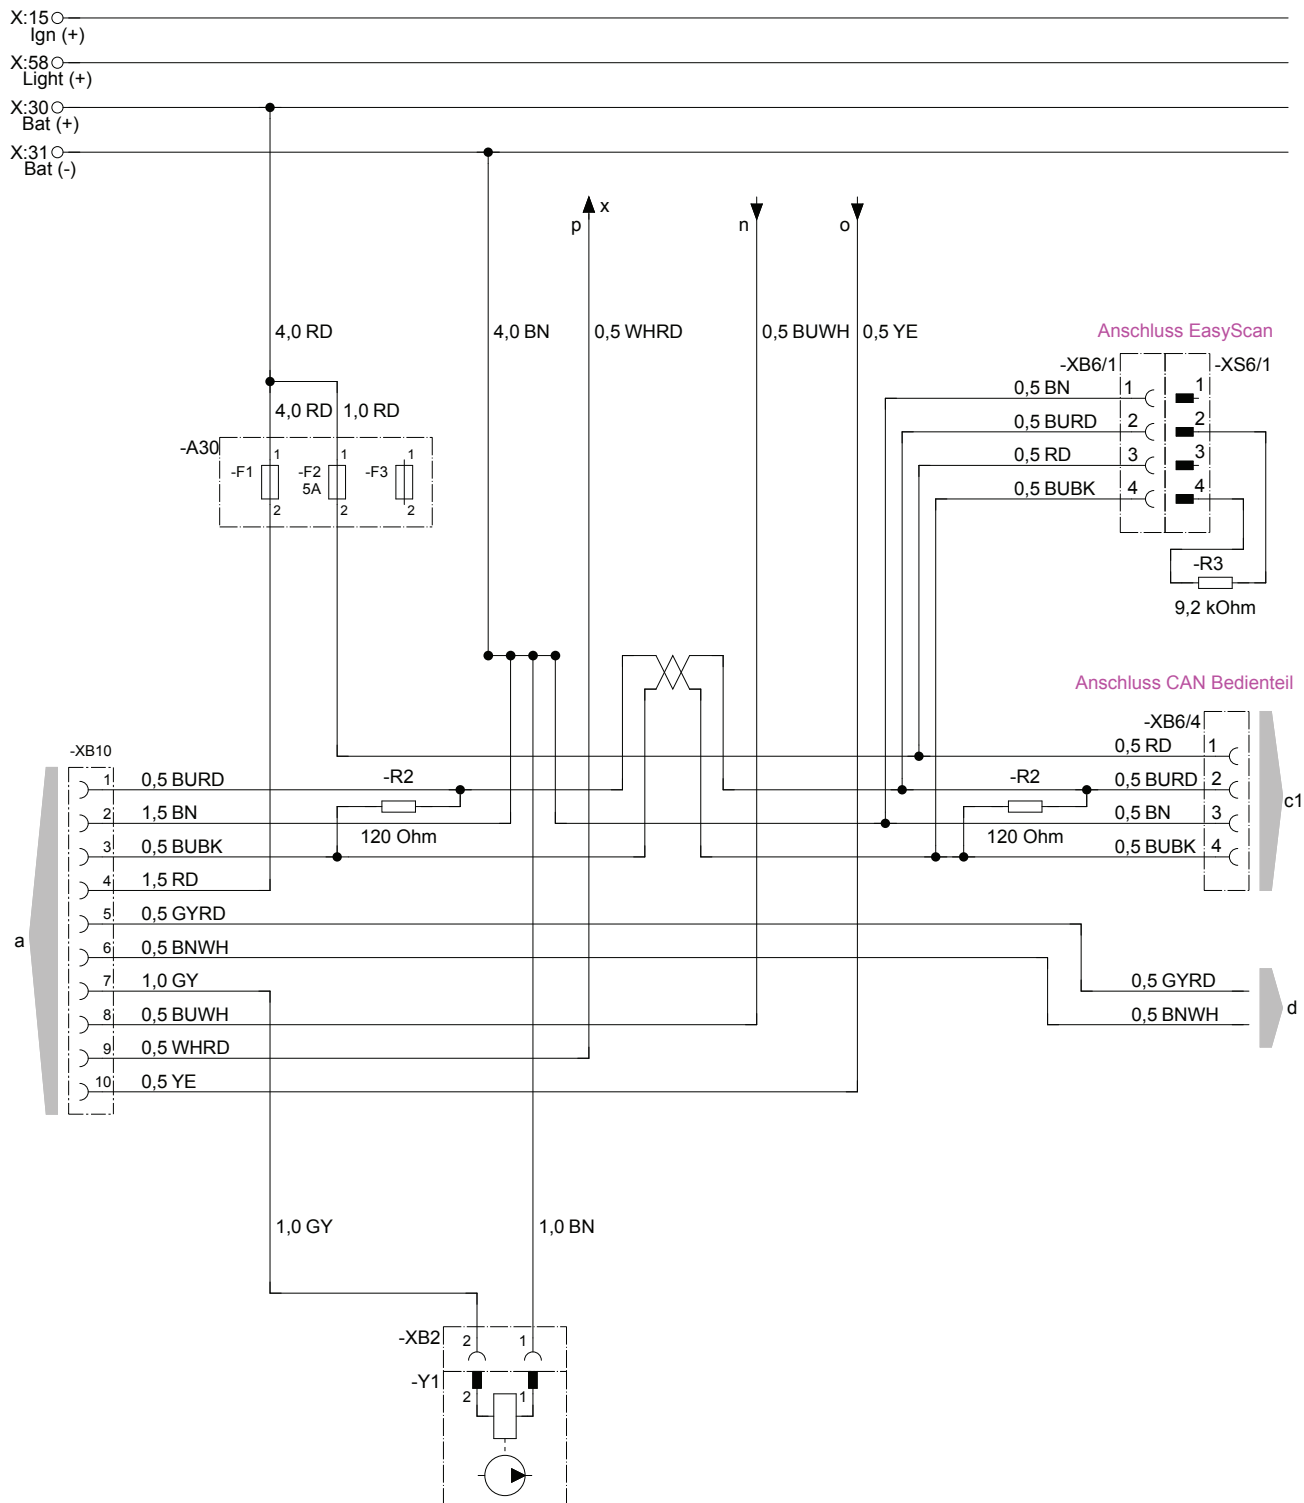 X:15
Ign (+)
X:58
Light (+)
X:30
Bat (+)
X:31
Bat (-)
p
x
n
o
4,0 RD
4,0 BN
0,5 WHRD
0,5 BUWH
0,5 YE
Anschluss EasyScan
-XB6/1
-XS6/1
0,5 BN
1
1
0,5 BURD
2
2
0,5 RD
3
3
0,5 BUBK
4
4
-R3
9,2 kOhm
4,0 RD
1,0 RD
-A30
1
1
1
-F1
-F2
5A
-F3
2
2
2
Anschluss CAN Bedienteil
-XB6/4
0,5 RD
1
0,5 BURD
2
0,5 BN
3
0,5 BUBK
4
c1
-R2
120 Ohm
-XB10
a
1
0,5 BURD
2
1,5 BN
3
0,5 BUBK
4
1,5 RD
5
0,5 GYRD
6
0,5 BNWH
7
1,0 GY
8
0,5 BUWH
9
0,5 WHRD
10
0,5 YE
-R2
120 Ohm
0,5 GYRD
0,5 BNWH
d
1,0 GY
1,0 BN
-XB2
2
1
-Y1
2
1